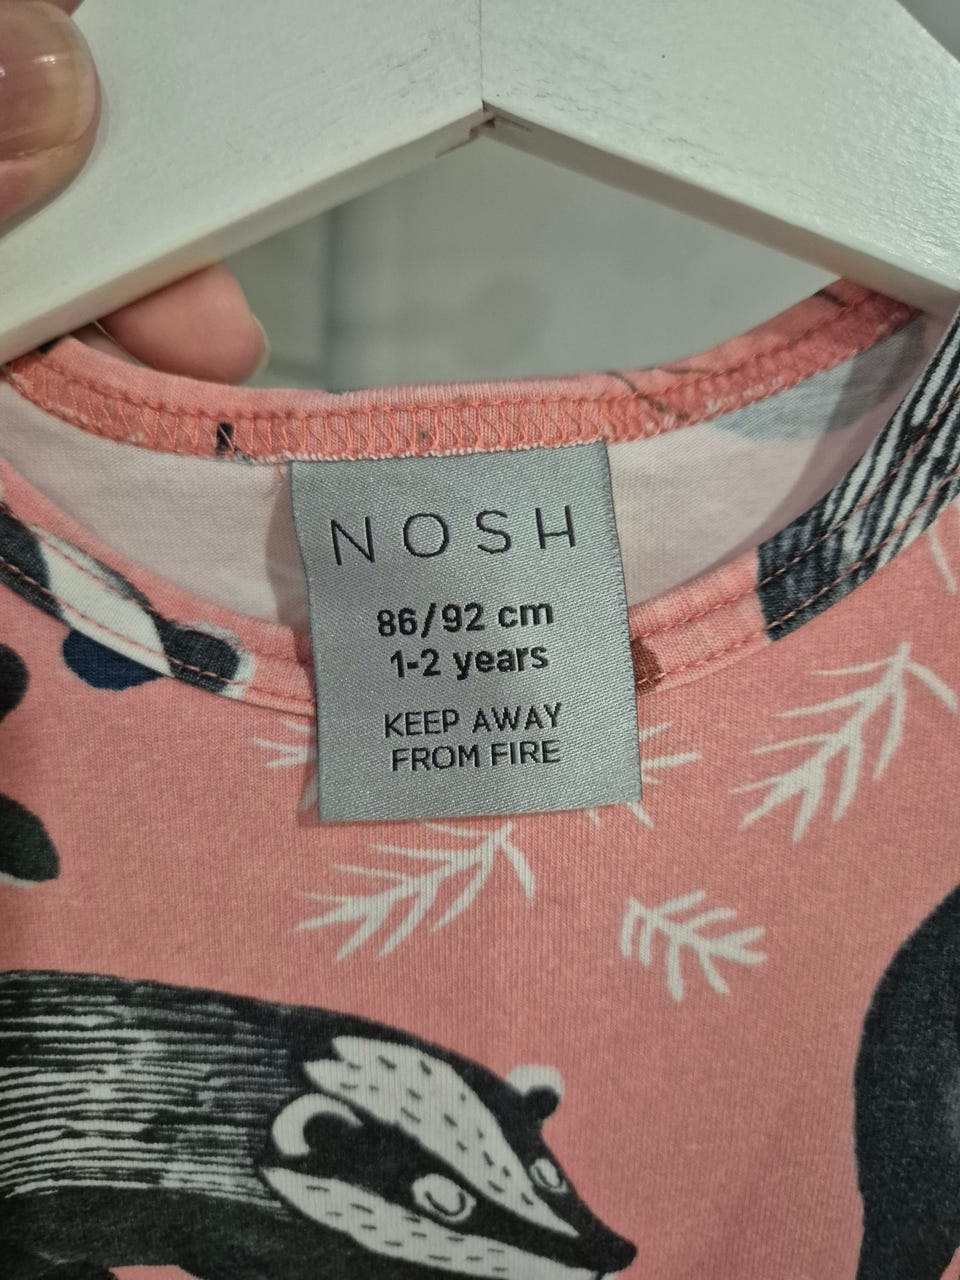 NOSH
86/92 cm
1-2 years
KEEP AWAY
FROM FIRE